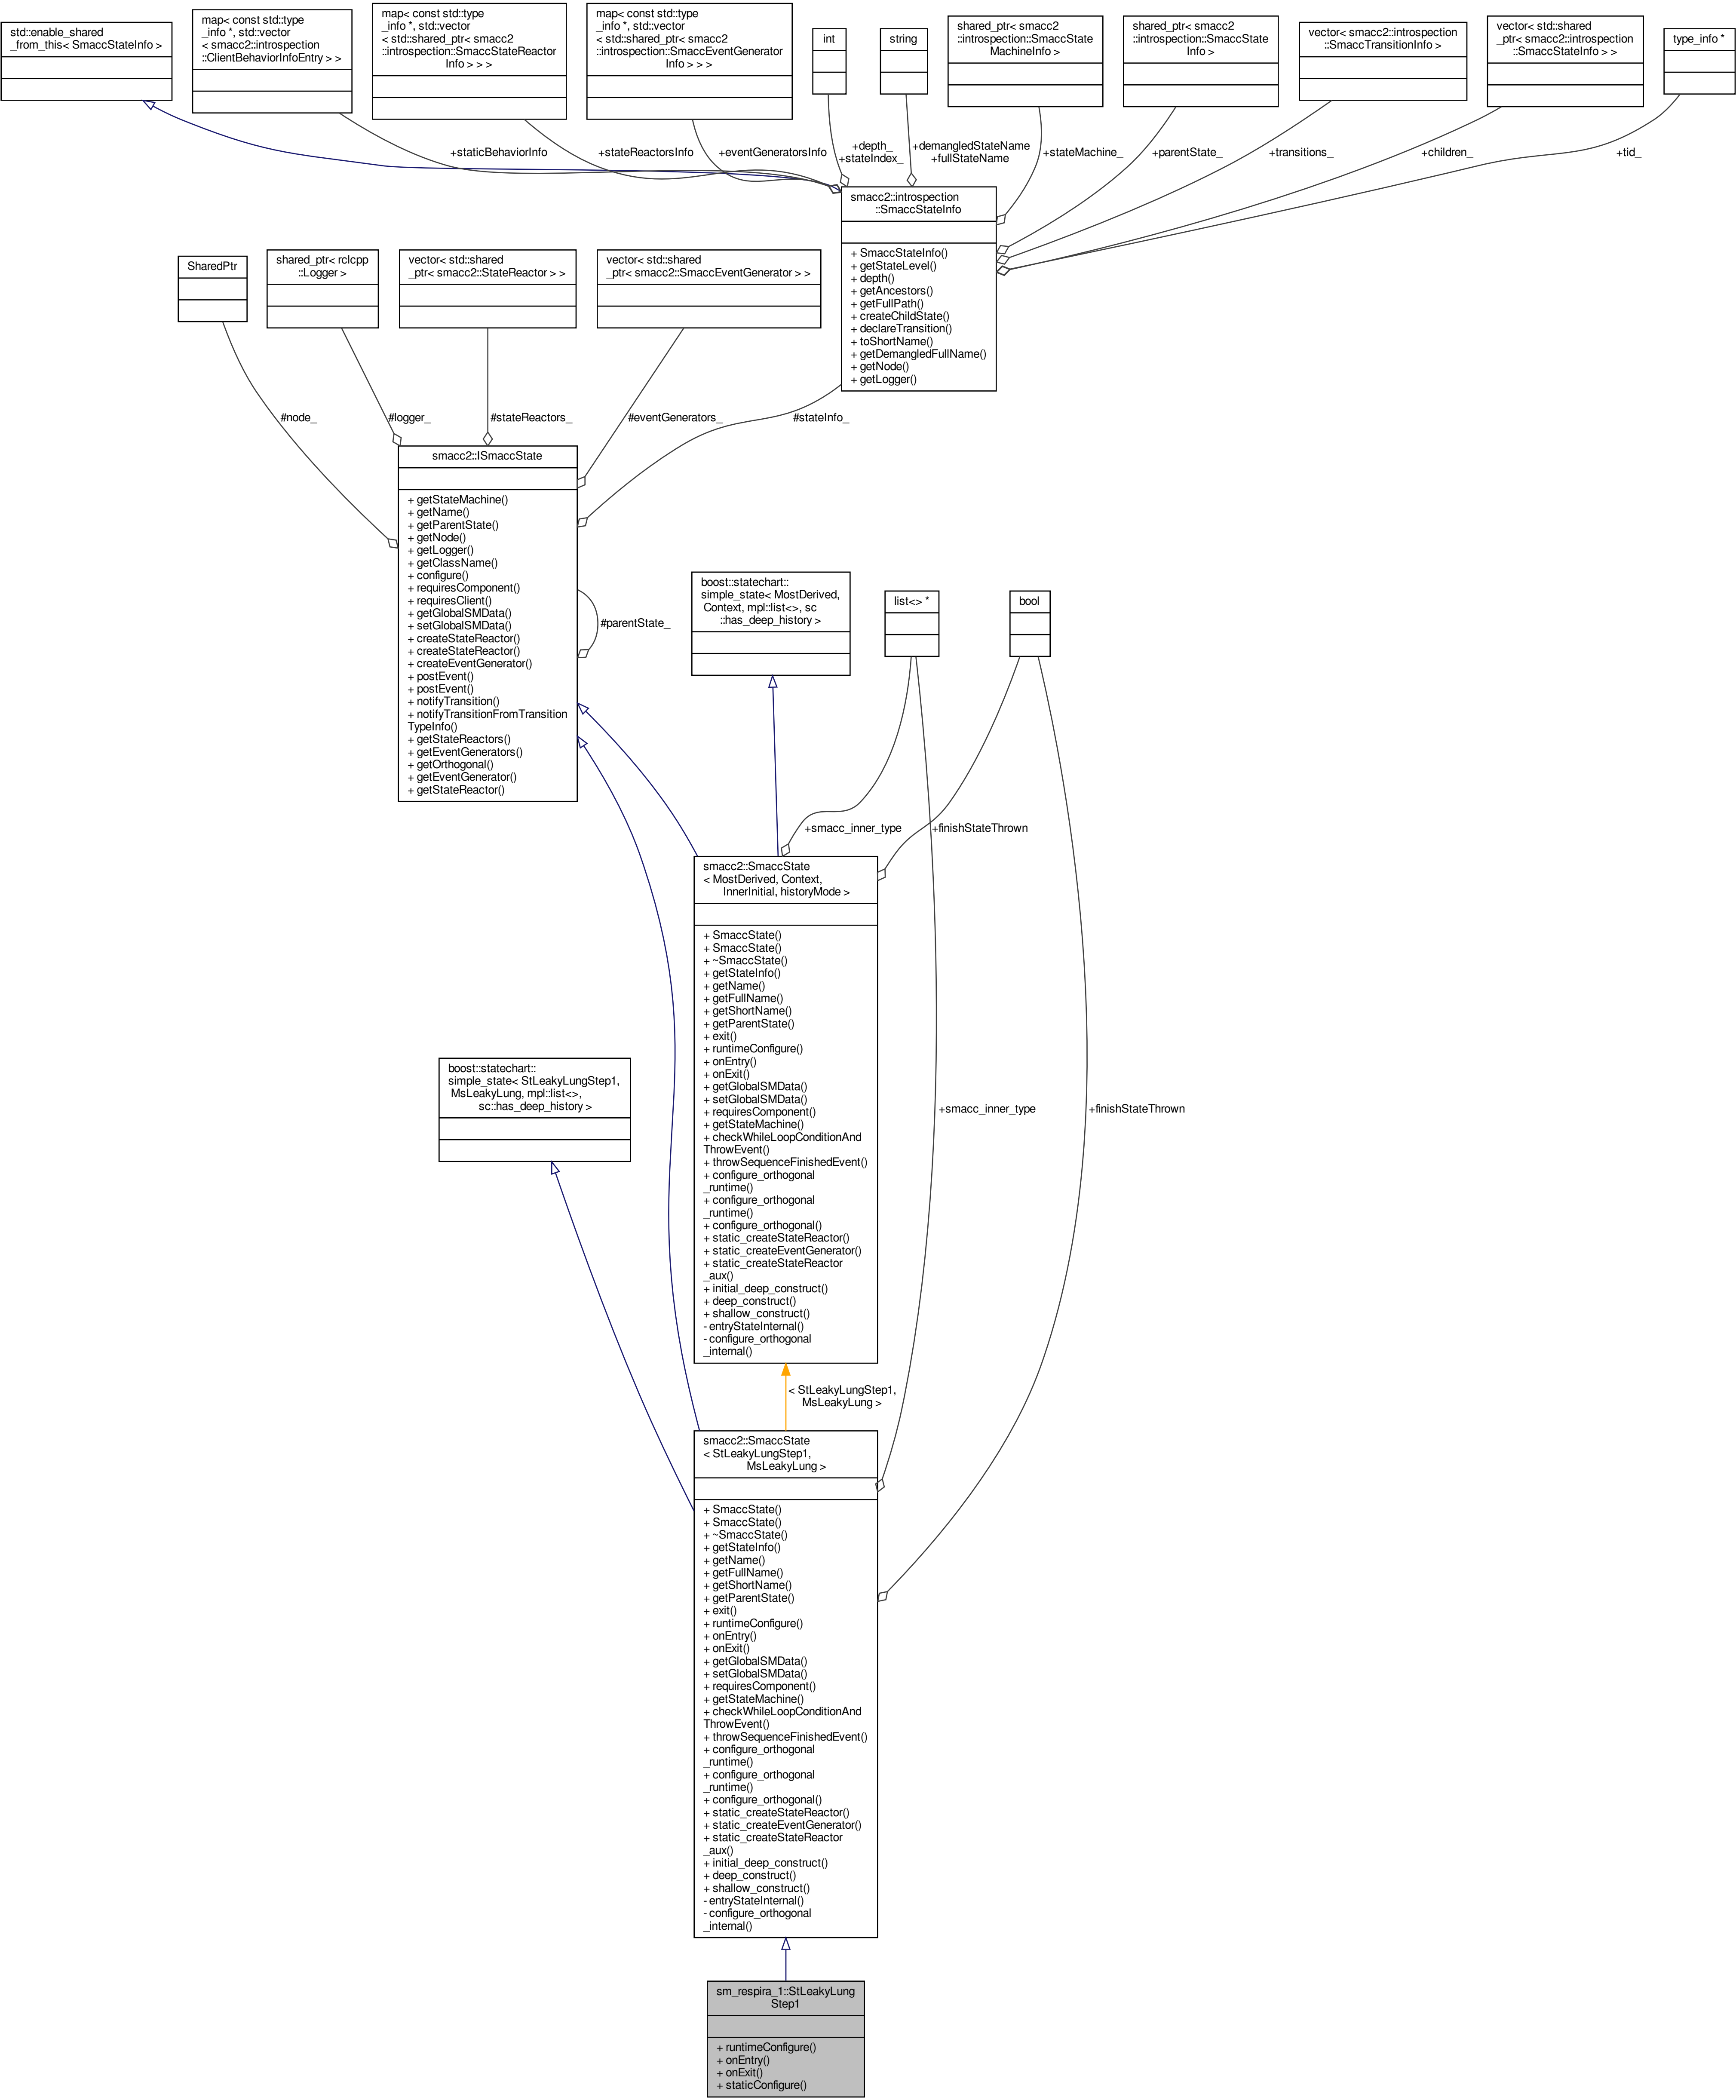 std::enable_shared
_from_this< SmaccStateInfo >
map< const std::type
_info *, std::vector
< smacc2::introspection
::ClientBehaviorInfoEntry > >
map< const std::type
_info *, std::vector
< std::shared_ptr< smacc2
::introspection::SmaccStateReactor
Info > > >
map< const std::type
_info *, std::vector
< std::shared_ptr< smacc2
::introspection::SmaccEventGenerator
Info > > >
int
string
shared_ptr< smacc2
::introspection::SmaccState
MachineInfo >
shared_ptr< smacc2
::introspection::SmaccState
Info >
vector< smacc2::introspection
::SmaccTransitionInfo >
vector< std::shared
_ptr< smacc2::introspection
::SmaccStateInfo > >
type_info *
+staticBehaviorInfo
+stateReactorsInfo
+eventGeneratorsInfo
+depth_
+stateIndex_
+demangledStateName
+fullStateName
+stateMachine_
+parentState_
+transitions_
+children_
+tid_
smacc2::introspection
::SmaccStateInfo
+ SmaccStateInfo()
+ getStateLevel()
+ depth()
+ getAncestors()
+ getFullPath()
+ createChildState()
+ declareTransition()
+ toShortName()
+ getDemangledFullName()
+ getNode()
+ getLogger()
SharedPtr
shared_ptr< rclcpp
::Logger >
vector< std::shared
_ptr< smacc2::StateReactor > >
vector< std::shared
_ptr< smacc2::SmaccEventGenerator > >
#node_
#logger_
#stateReactors_
#eventGenerators_
#stateInfo_
smacc2::ISmaccState
+ getStateMachine()
+ getName()
+ getParentState()
+ getNode()
+ getLogger()
+ getClassName()
+ configure()
+ requiresComponent()
+ requiresClient()
+ getGlobalSMData()
+ setGlobalSMData()
+ createStateReactor()
+ createStateReactor()
+ createEventGenerator()
+ postEvent()
+ postEvent()
+ notifyTransition()
+ notifyTransitionFromTransition
TypeInfo()
+ getStateReactors()
+ getEventGenerators()
+ getOrthogonal()
+ getEventGenerator()
+ getStateReactor()
#parentState_
boost::statechart::
simple_state< MostDerived,
Context, mpl::list<>, sc
::has_deep_history >
list<> *
bool
+smacc_inner_type
+finishStateThrown
smacc2::SmaccState
< MostDerived, Context,
InnerInitial, historyMode >
+ SmaccState()
+ SmaccState()
+ ~SmaccState()
+ getStateInfo()
+ getName()
+ getFullName()
+ getShortName()
+ getParentState()
+ exit()
+ runtimeConfigure()
+ onEntry()
+ onExit()
+ getGlobalSMData()
+ setGlobalSMData()
+ requiresComponent()
+ getStateMachine()
+ checkWhileLoopConditionAnd
ThrowEvent()
+ throwSequenceFinishedEvent()
+ configure_orthogonal
_runtime()
+ configure_orthogonal
_runtime()
+ configure_orthogonal()
+ static_createStateReactor()
+ static_createEventGenerator()
+ static_createStateReactor
_aux()
+ initial_deep_construct()
+ deep_construct()
+ shallow_construct()
- entryStateInternal()
- configure_orthogonal
_internal()
boost::statechart::
simple_state< StLeakyLungStep1,
MsLeakyLung, mpl::list<>,
sc::has_deep_history >
+smacc_inner_type
+finishStateThrown
< StLeakyLungStep1,
MsLeakyLung >
smacc2::SmaccState
< StLeakyLungStep1,
MsLeakyLung >
+ SmaccState()
+ SmaccState()
+ ~SmaccState()
+ getStateInfo()
+ getName()
+ getFullName()
+ getShortName()
+ getParentState()
+ exit()
+ runtimeConfigure()
+ onEntry()
+ onExit()
+ getGlobalSMData()
+ setGlobalSMData()
+ requiresComponent()
+ getStateMachine()
+ checkWhileLoopConditionAnd
ThrowEvent()
+ throwSequenceFinishedEvent()
+ configure_orthogonal
_runtime()
+ configure_orthogonal
_runtime()
+ configure_orthogonal()
+ static_createStateReactor()
+ static_createEventGenerator()
+ static_createStateReactor
_aux()
+ initial_deep_construct()
+ deep_construct()
+ shallow_construct()
- entryStateInternal()
- configure_orthogonal
_internal()
sm_respira_1::StLeakyLung
Step1
+ runtimeConfigure()
+ onEntry()
+ onExit()
+ staticConfigure()